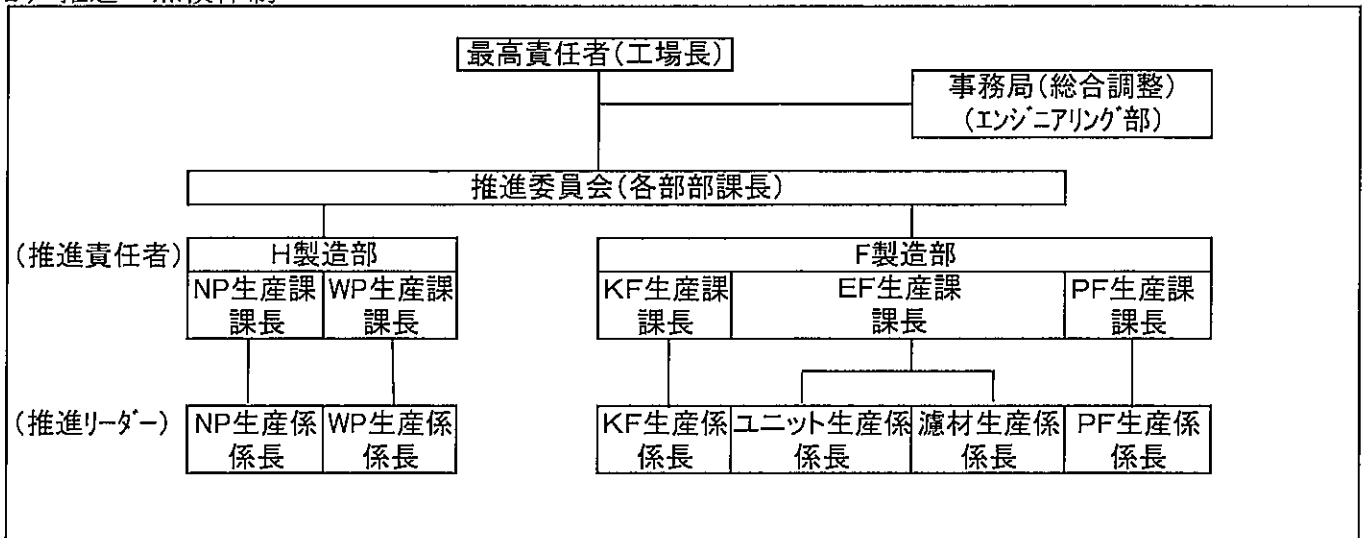 最高責任者(工場長)
事務局(総合調整)
(エンジニアリング部)
推進委員会(各部部課長)
(推進責任者)
H製造部
F製造部
NP生産課
課長
WP生産課
課長
KF生産課
課長
EF生産課
課長
PF生産課
課長
(推進リーダー)
NP生産係
係長
WP生産係
係長
KF生産係
係長
ユニット生産係
係長
濾材生産係
係長
PF生産係
係長